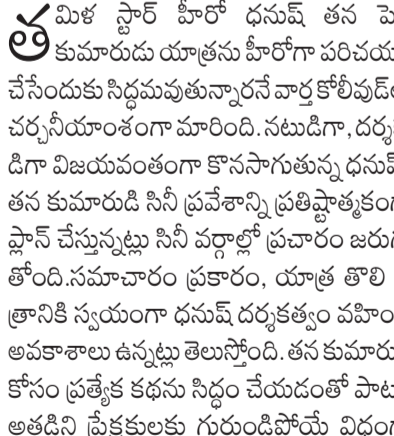 తమిళ స్టార్ హీరో ధనుష్ తన పె
కుమారుడు యాత్రను హీరోగా పరిచయ
చేసేందుకు సిద్ధమవుతున్నారనే వార్త కోలీవుడ్‌
చర్చనీయాంశంగా మారింది. నటుడిగా, దర్శ
డిగా విజయవంతంగా కొనసాగుతున్న ధనుష్
తన కుమారుడి సినీ ప్రవేశాన్ని ప్రతిష్టాత్మకంగ
ప్లాన్ చేస్తున్నట్లు సినీ వర్గాల్లో ప్రచారం జరుగ
తోంది.సమాచారం ప్రకారం, యాత్ర తొలి
త్రానికి స్వయంగా ధనుష్ దర్శకత్వం వహిం
అవకాశాలు ఉన్నట్లు తెలుస్తోంది. తన కుమారు
కోసం ప్రత్యేక కథను సిద్ధం చేయడంతో పాట
అతడిని ప్రేక్షకులకు గుర్తుండిపోయే విధంగ